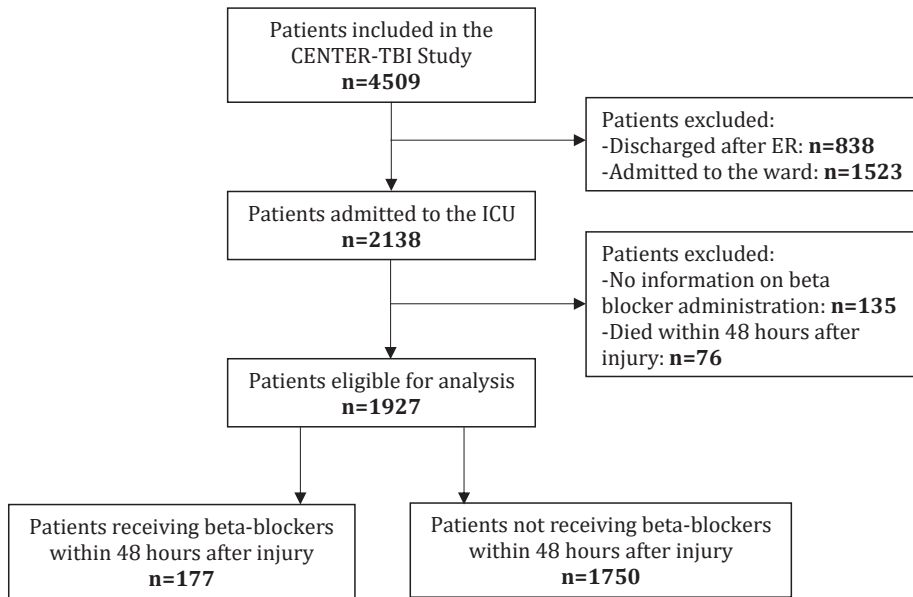 Patients included in the
CENTER-TBI Study
n=4509
Patients excluded:
-Discharged after ER: n=838
-Admitted to the ward: n=1523
Patients admitted to the ICU
n=2138
Patients excluded:
-No information on beta
blocker administration: n=135
-Died within 48 hours after
injury: n=76
Patients eligible for analysis
n=1927
Patients receiving beta-blockers
within 48 hours after injury
n=177
Patients not receiving beta-blockers
within 48 hours after injury
n=1750